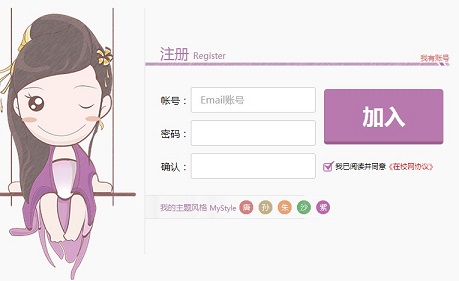 注册 Register
我有账号
帐号： Email账号
密码：
确认：
加入
我已阅读并同意《在校网协议》
我的主题风格 MyStyle 唐 孙 朱 沙 紫